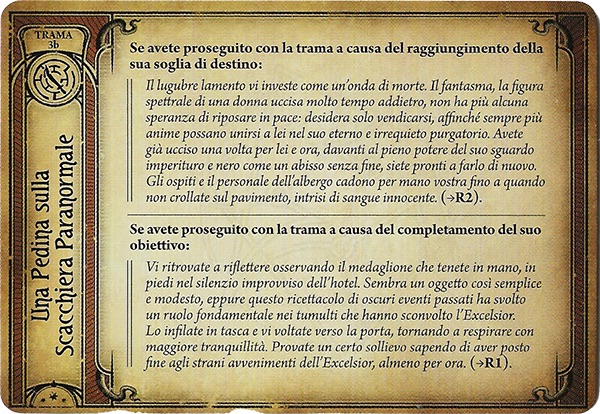 TRAMA
3b
Una Pedina sulla
Scacchiera Paranormale
Se avete proseguito con la trama a causa del raggiungimento della
sua soglia di destino:
Il lugubre lamento vi investe come un'onda di morte. Il fantasma, la figura
spettrale di una donna uccisa molto tempo addietro, non ha più alcuna
speranza di riposare in pace: desidera solo vendicarsi, affinché sempre più
anime possano unirsi a lei nel suo eterno e irrequieto purgatorio. Avete
già ucciso una volta per lei e ora, davanti al pieno potere del suo sguardo
imperituro e nero come un abisso senza fine, siete pronti a farlo di nuovo.
Gli ospiti e il personale dell'albergo cadono per mano vostra fino a quando
non crollate sul pavimento, intrisi di sangue innocente. (→R2).
Se avete proseguito con la trama a causa del completamento del suo
obiettivo:
Vi ritrovate a riflettere osservando il medaglione che tenete in mano, in
piedi nel silenzio improvviso dell'hotel. Sembra un oggetto così semplice
e modesto, eppure questo ricettacolo di oscuri eventi passati ha svolto
un ruolo fondamentale nei tumulti che hanno sconvolto l'Excelsior.
Lo infilate in tasca e vi voltate verso la porta, tornando a respirare con
maggiore tranquillità. Provate un certo sollievo sapendo di aver posto
fine agli strani avvenimenti dell'Excelsior, almeno per ora. (→R1).